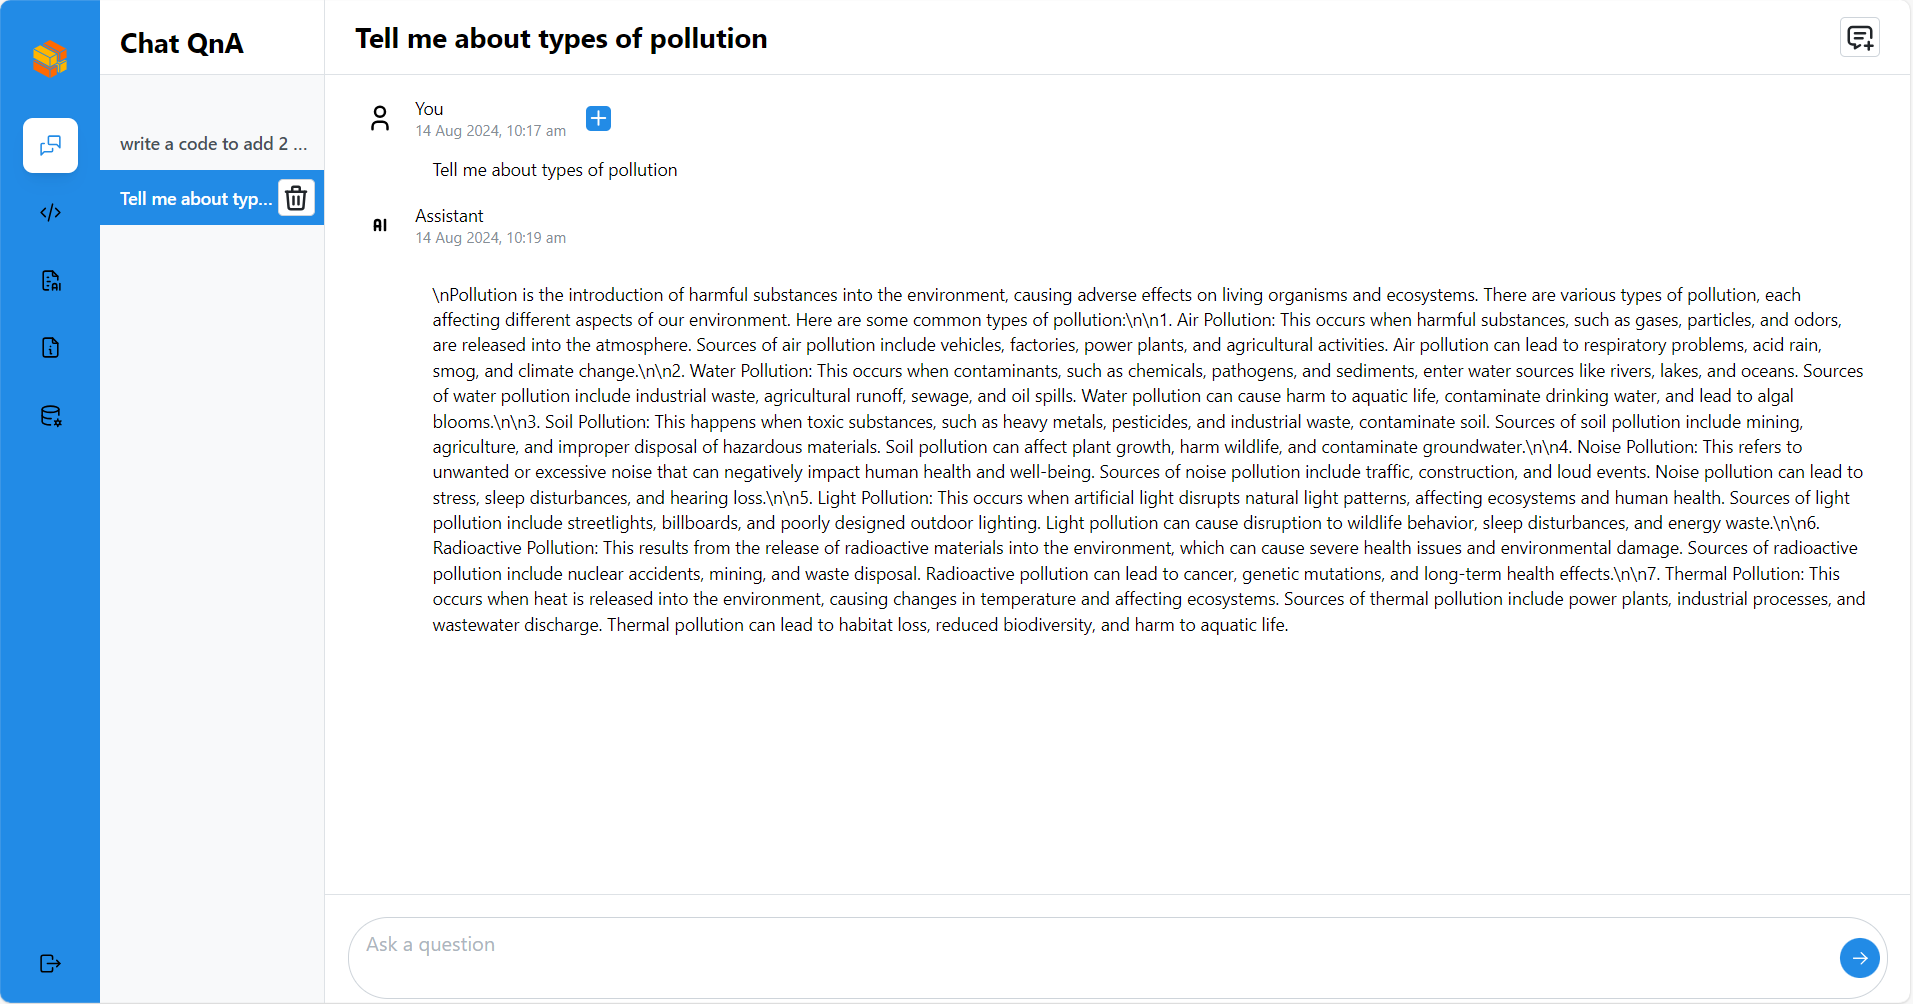 Chat QnA
write a code to add 2 ...
Tell me about typ...
Tell me about types of pollution
You
14 Aug 2024, 10:17 am
Tell me about types of pollution
AI
Assistant
14 Aug 2024, 10:19 am
\nPollution is the introduction of harmful substances into the environment, causing adverse effects on living organisms and ecosystems. There are various types of pollution, each
affecting different aspects of our environment. Here are some common types of pollution:\n\n1. Air Pollution: This occurs when harmful substances, such as gases, particles, and odors,
are released into the atmosphere. Sources of air pollution include vehicles, factories, power plants, and agricultural activities. Air pollution can lead to respiratory problems, acid rain,
smog, and climate change.\n\n2. Water Pollution: This occurs when contaminants, such as chemicals, pathogens, and sediments, enter water sources like rivers, lakes, and oceans. Sources
of water pollution include industrial waste, agricultural runoff, sewage, and oil spills. Water pollution can cause harm to aquatic life, contaminate drinking water, and lead to algal
blooms.\n\n3. Soil Pollution: This happens when toxic substances, such as heavy metals, pesticides, and industrial waste, contaminate soil. Sources of soil pollution include mining,
agriculture, and improper disposal of hazardous materials. Soil pollution can affect plant growth, harm wildlife, and contaminate groundwater.\n\n4. Noise Pollution: This refers to
unwanted or excessive noise that can negatively impact human health and well-being. Sources of noise pollution include traffic, construction, and loud events. Noise pollution can lead to
stress, sleep disturbances, and hearing loss.\n\n5. Light Pollution: This occurs when artificial light disrupts natural light patterns, affecting ecosystems and human health. Sources of light
pollution include streetlights, billboards, and poorly designed outdoor lighting. Light pollution can cause disruption to wildlife behavior, sleep disturbances, and energy waste.\n\n6.
Radioactive Pollution: This results from the release of radioactive materials into the environment, which can cause severe health issues and environmental damage. Sources of radioactive
pollution include nuclear accidents, mining, and waste disposal. Radioactive pollution can lead to cancer, genetic mutations, and long-term health effects.\n\n7. Thermal Pollution: This
occurs when heat is released into the environment, causing changes in temperature and affecting ecosystems. Sources of thermal pollution include power plants, industrial processes, and
wastewater discharge. Thermal pollution can lead to habitat loss, reduced biodiversity, and harm to aquatic life.
Ask a question